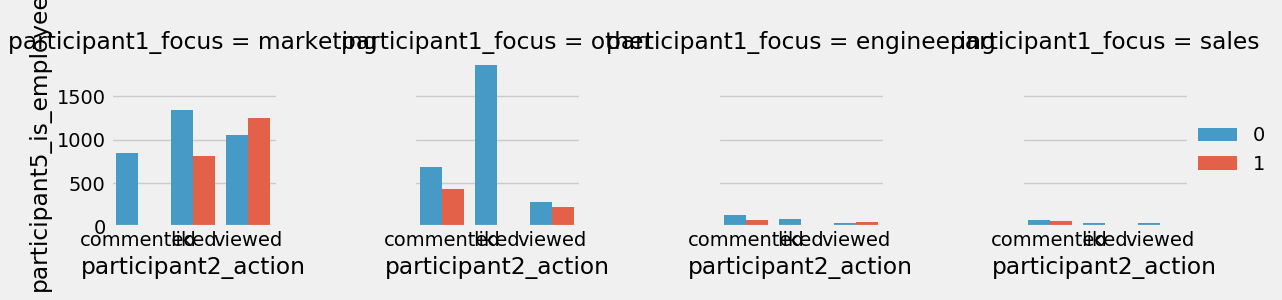 participant1_focus = marketing
participant1_focus = other
participant1_focus = engineering
participant1_focus = sales
participant5_is_employee
1500
1000
500
0
commented liked viewed
commented liked viewed
commented liked viewed
commented liked viewed
participant2_action
participant2_action
participant2_action
participant2_action
0
1